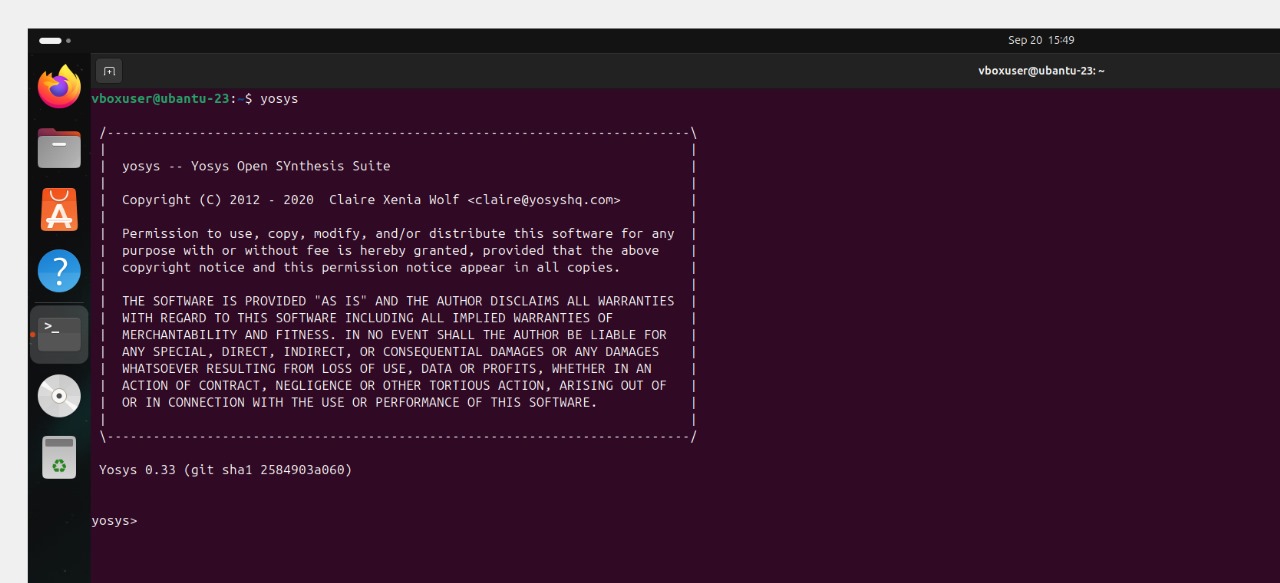 Sep 20 15:49
vboxuser@ubantu-23: ~
vboxuser@ubantu-23:~$ yosys
/----------------------------------------------------------------------------\
|                                                                            |
|  yosys -- Yosys Open SYnthesis Suite                                       |
|                                                                            |
|  Copyright (C) 2012 - 2020  Claire Xenia Wolf <claire@yosyshq.com>         |
|                                                                            |
|  Permission to use, copy, modify, and/or distribute this software for any  |
|  purpose with or without fee is hereby granted, provided that the above    |
|  copyright notice and this permission notice appear in all copies.         |
|                                                                            |
|  THE SOFTWARE IS PROVIDED "AS IS" AND THE AUTHOR DISCLAIMS ALL WARRANTIES  |
|  WITH REGARD TO THIS SOFTWARE INCLUDING ALL IMPLIED WARRANTIES OF          |
|  MERCHANTABILITY AND FITNESS. IN NO EVENT SHALL THE AUTHOR BE LIABLE FOR   |
|  ANY SPECIAL, DIRECT, INDIRECT, OR CONSEQUENTIAL DAMAGES OR ANY DAMAGES    |
|  WHATSOEVER RESULTING FROM LOSS OF USE, DATA OR PROFITS, WHETHER IN AN     |
|  ACTION OF CONTRACT, NEGLIGENCE OR OTHER TORTIOUS ACTION, ARISING OUT OF   |
|  OR IN CONNECTION WITH THE USE OR PERFORMANCE OF THIS SOFTWARE.            |
|                                                                            |
\----------------------------------------------------------------------------/
Yosys 0.33 (git sha1 2584903a060)
yosys>